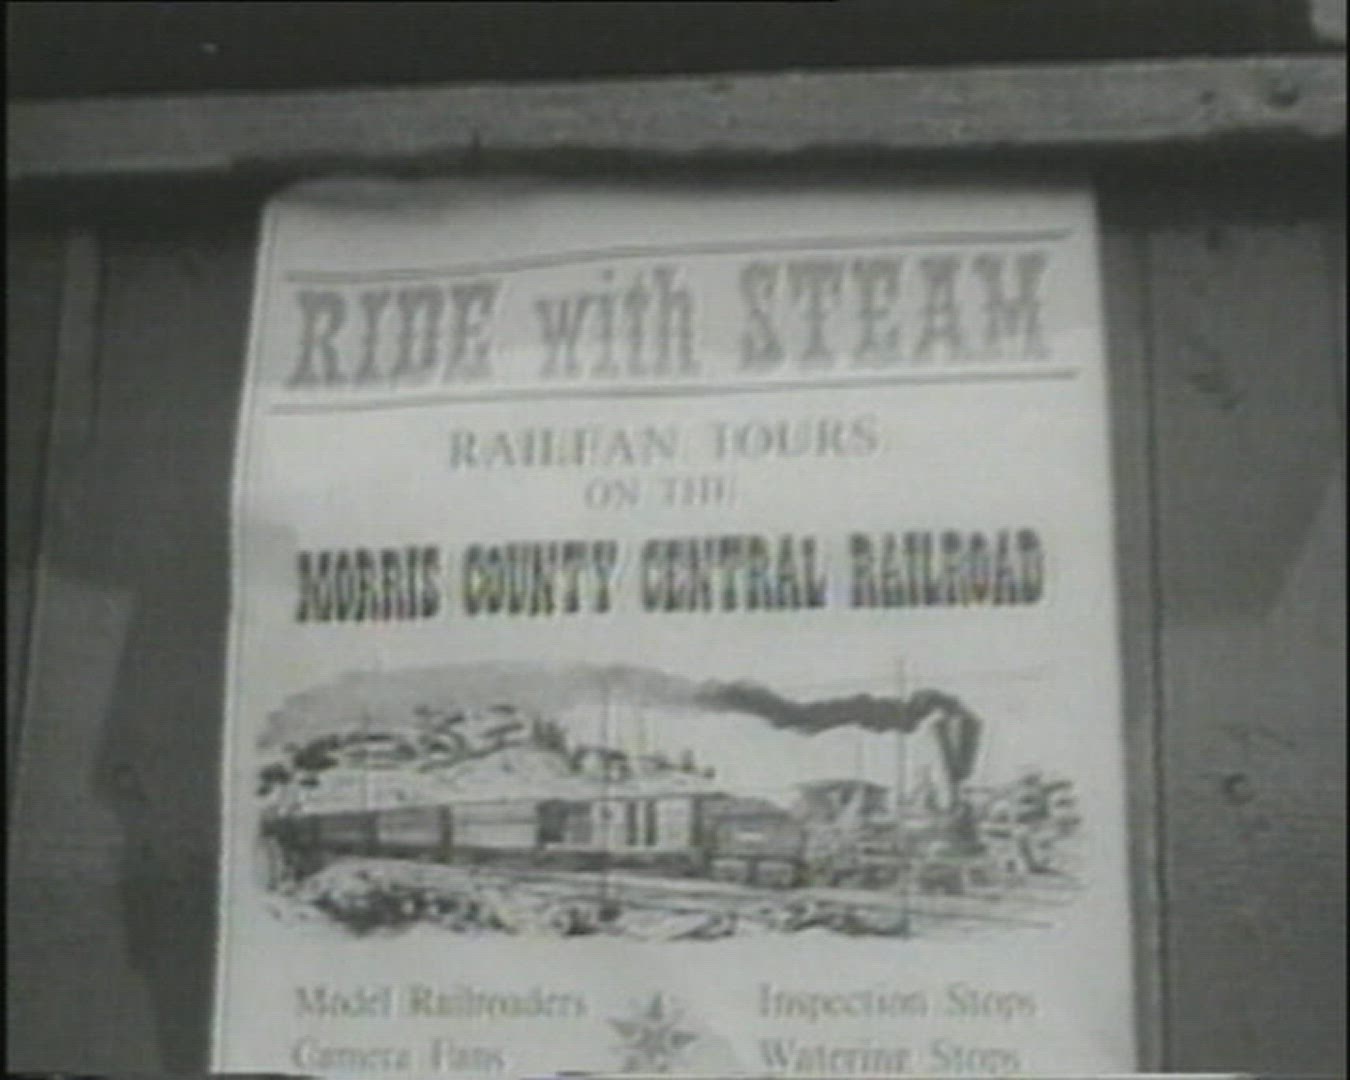 RIDE with STEAM
RAILFAN TOURS
ON THE
MORRIS COUNTY CENTRAL RAILROAD
Model Railroaders
Camera Fans
Inspection Stops
Watering Stops